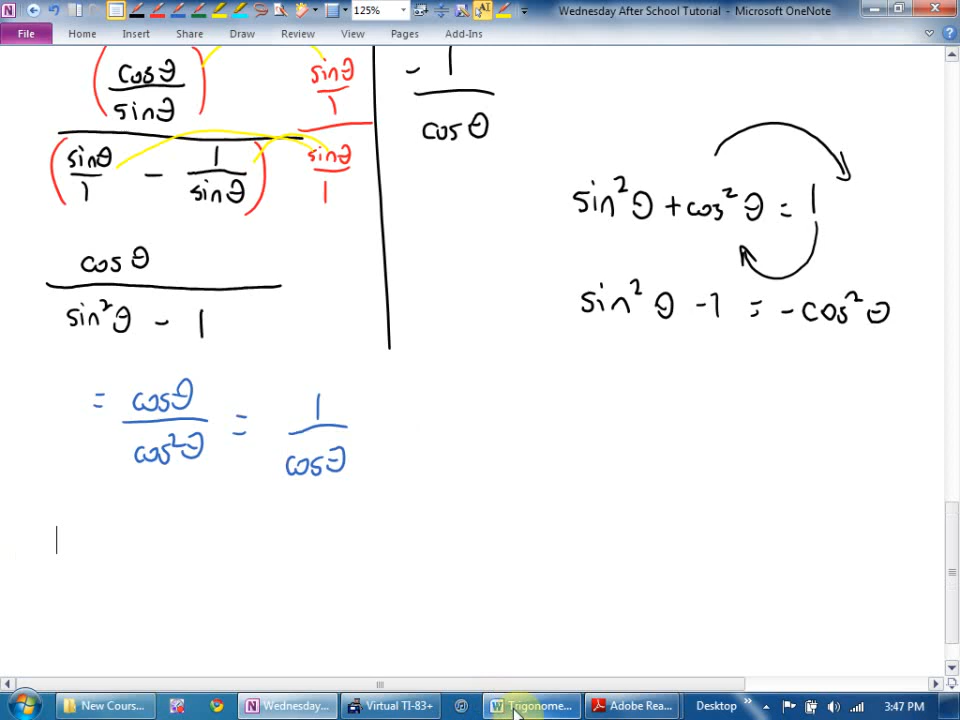 Wednesday After School Tutorial - Microsoft OneNote
125%
File Home Insert Share Draw Review View Pages Add-Ins
(cosθ/sinθ) sinθ/1
(sinθ/1 - 1/sinθ) sinθ/1
cosθ
sin²θ - 1
= cosθ/cos²θ = 1/cosθ
- 1
cosθ
sin²θ + cos²θ = 1
sin²θ - 1 = -cos²θ
New Cours... Wednesday... Virtual TI-83+ Trigonome... Adobe Rea... Desktop » 3:47 PM